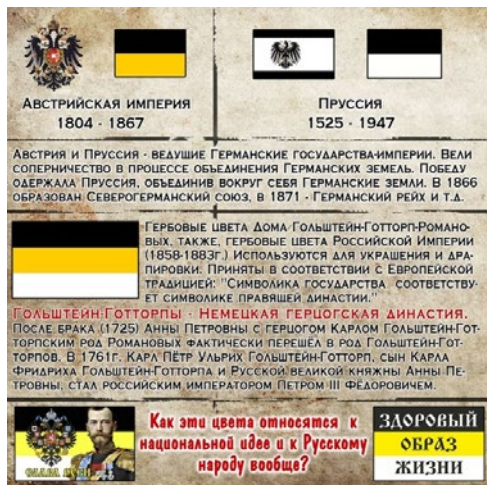 Австрийская империя
1804 - 1867
Пруссия
1525 - 1947
Австрия и Пруссия - ведущие Германские государства-империи. Вели
соперничество в процессе объединения Германских земель. Победу
одержала Пруссия, объединив вокруг себя Германские земли. В 1866
образован Северогерманский союз, в 1871 - Германский рейх и т.д.
Гербовые цвета Дома Гольштейн-Готторп-Романо-
вых, также, гербовые цвета Российской Империи
(1858-1883г.) Используются для украшения и дра-
пировки. Приняты в соответствии с Европейской
традицией: "Символика государства соответству-
ет символике правящей династии."
Гольштейн-Готторпы - Немецкая герцогская династия.
После брака (1725) Анны Петровны с герцогом Карлом Гольштейн-Гот-
торпским род Романовых фактически перешёл в род Гольштейн-Гот-
торпов. В 1761г. Карл Пётр Ульрих Гольштейн-Готторп, сын Карла
Фридриха Гольштейн-Готторпа и Русской великой княжны Анны Пе-
тровны, стал российским императором Петром III Фёдоровичем.
Как эти цвета относятся к
национальной идее и к Русскому
народу вообще?
ЗДОРОВЫЙ
ОБРАЗ
ЖИЗНИ